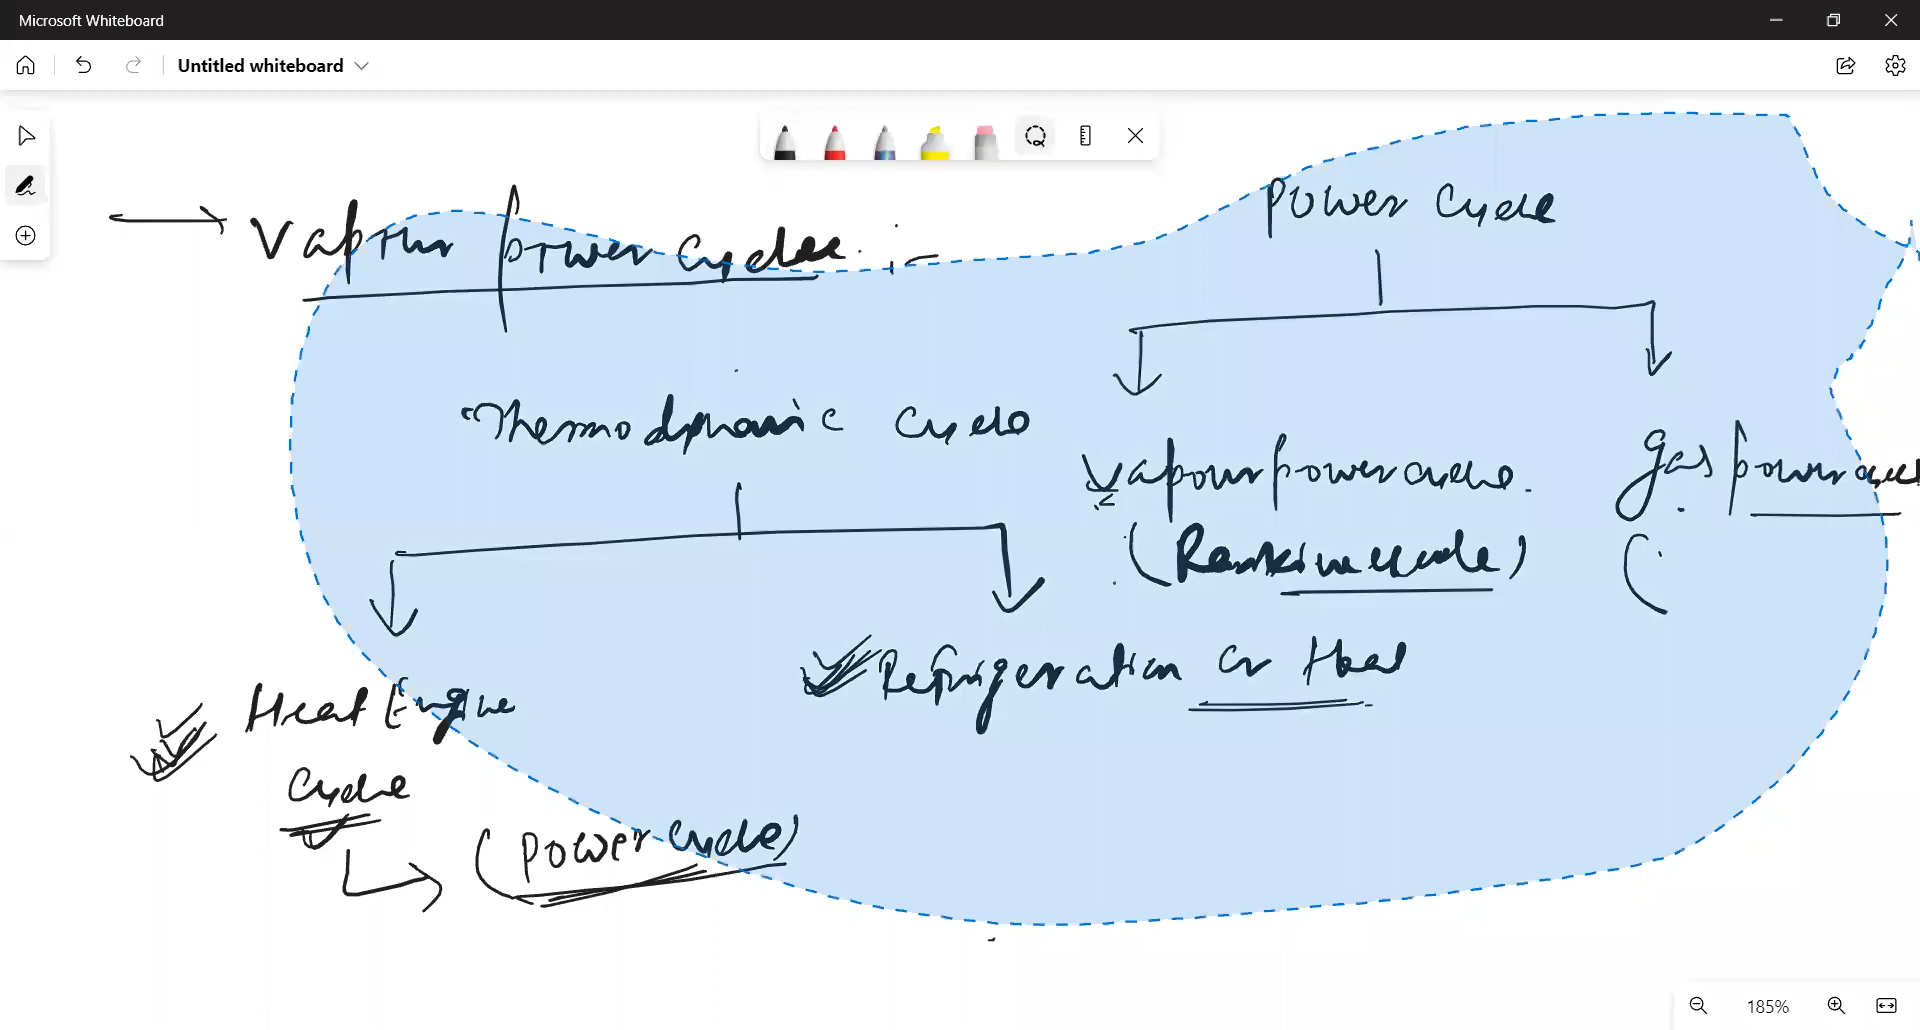 Microsoft Whiteboard
Untitled whiteboard
Vapour power cycle :-
Power Cycle
Thermodynamic Cycle
Vapour power cycle.
gas power cycle
(Rankine cycle)
(
Refrigeration or Heat
Heat Engine
Cycle
(Power cycle)
185%